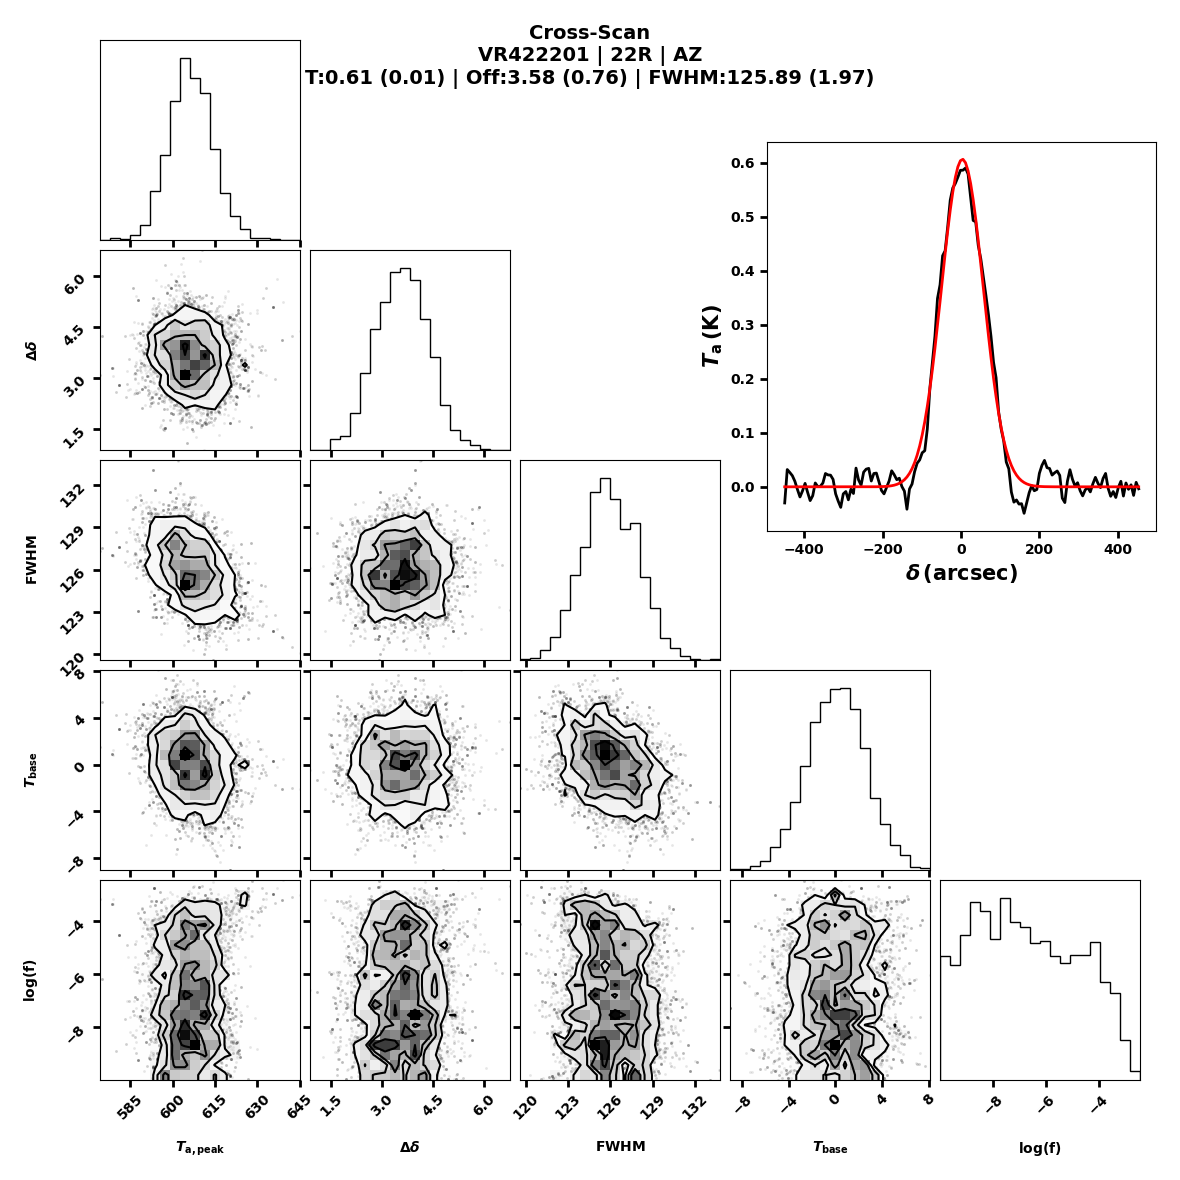 Cross-Scan
VR422201 | 22R | AZ
T:0.61 (0.01) | Off:3.58 (0.76) | FWHM:125.89 (1.97)
0.6
0.5
0.4
0.3
0.2
0.1
0.0
Ta (K)
−400 −200 0 200 400
δ (arcsec)
6.0
4.5
3.0
1.5
Δδ
132
129
126
123
120
FWHM
8
4
0
−4
−8
Tbase
−4
−6
−8
log(f)
585 600 615 630 645 1.5 3.0 4.5 6.0 120 123 126 129 132 −8 −4 0 4 8 −8 −6 −4
Ta,peak Δδ FWHM Tbase log(f)